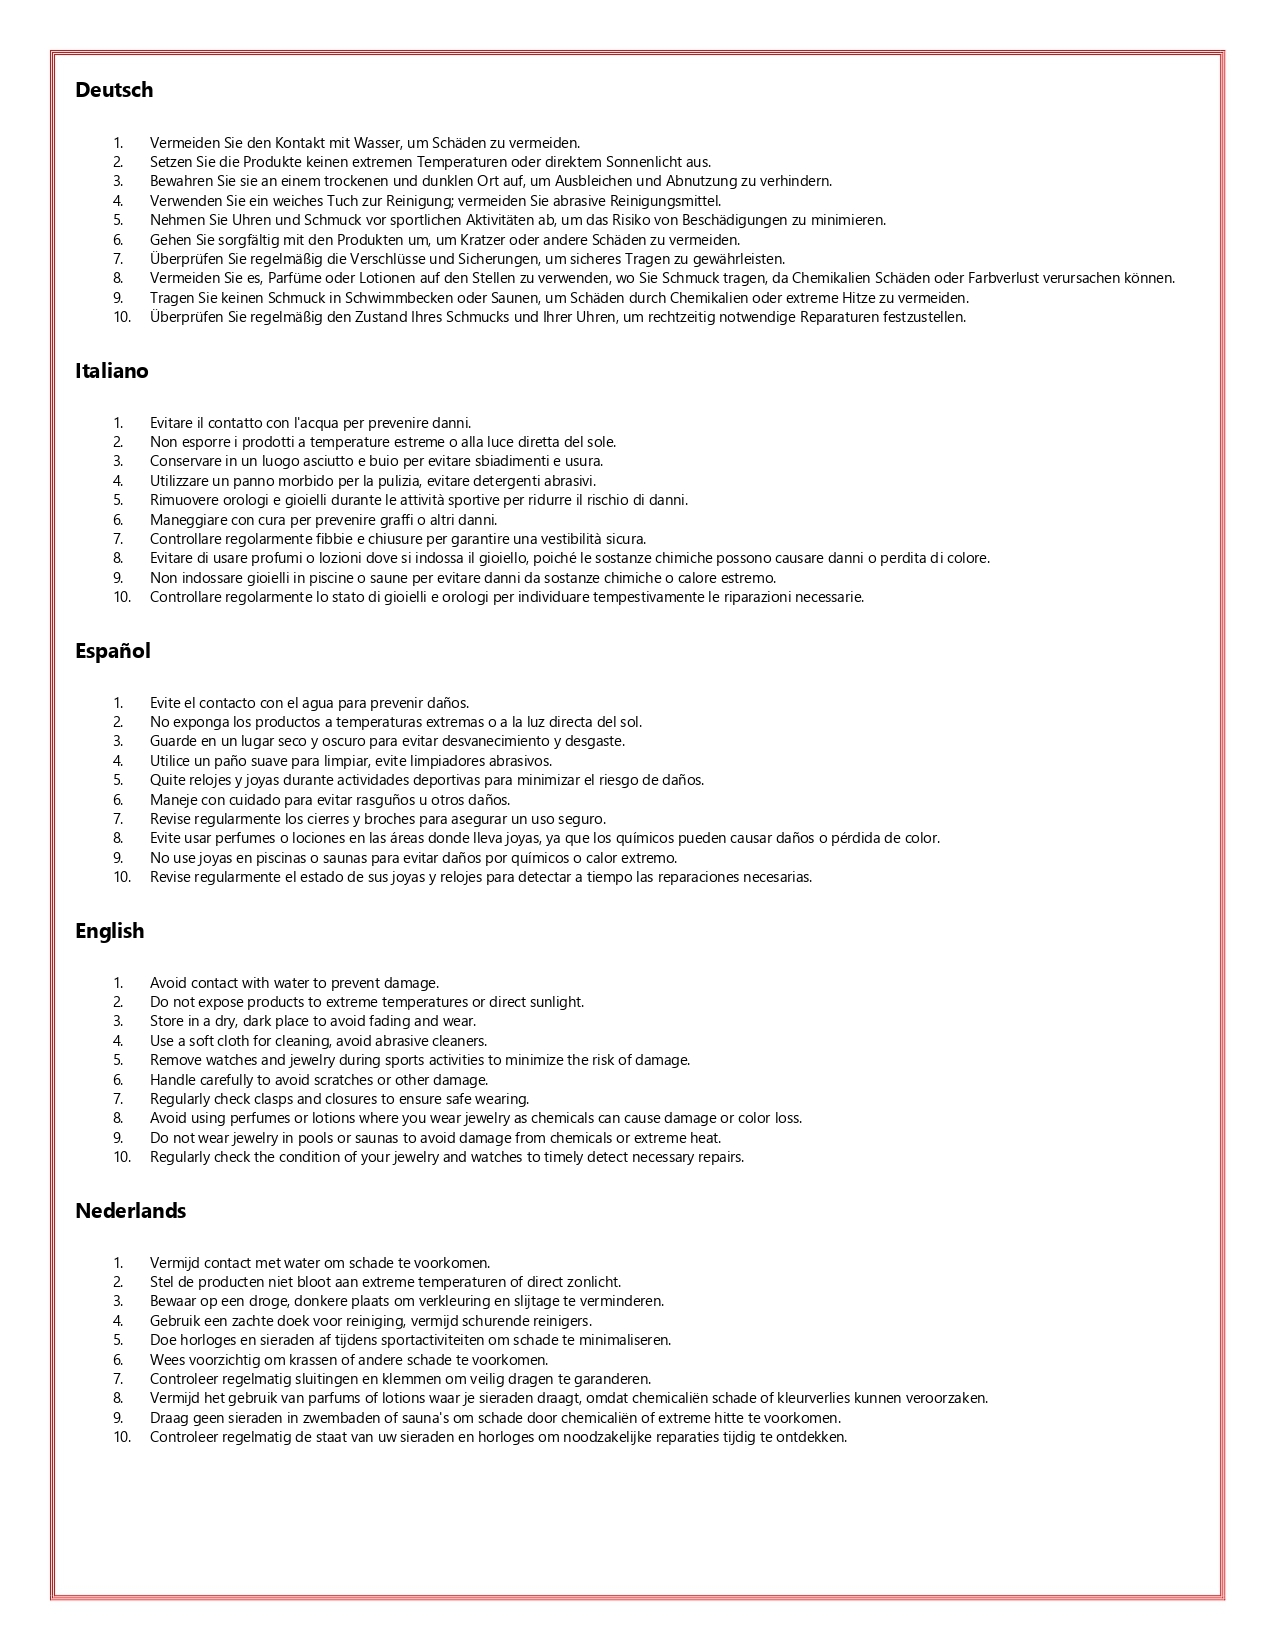 Deutsch
1. Vermeiden Sie den Kontakt mit Wasser, um Schäden zu vermeiden.
2. Setzen Sie die Produkte keinen extremen Temperaturen oder direktem Sonnenlicht aus.
3. Bewahren Sie sie an einem trockenen und dunklen Ort auf, um Ausbleichen und Abnutzung zu verhindern.
4. Verwenden Sie ein weiches Tuch zur Reinigung; vermeiden Sie abrasive Reinigungsmittel.
5. Nehmen Sie Uhren und Schmuck vor sportlichen Aktivitäten ab, um das Risiko von Beschädigungen zu minimieren.
6. Gehen Sie sorgfältig mit den Produkten um, um Kratzer oder andere Schäden zu vermeiden.
7. Überprüfen Sie regelmäßig die Verschlüsse und Sicherungen, um sicheres Tragen zu gewährleisten.
8. Vermeiden Sie es, Parfüme oder Lotionen auf den Stellen zu verwenden, wo Sie Schmuck tragen, da Chemikalien Schäden oder Farbverlust verursachen können.
9. Tragen Sie keinen Schmuck in Schwimmbecken oder Saunen, um Schäden durch Chemikalien oder extreme Hitze zu vermeiden.
10. Überprüfen Sie regelmäßig den Zustand Ihres Schmucks und Ihrer Uhren, um rechtzeitig notwendige Reparaturen festzustellen.
Italiano
1. Evitare il contatto con l'acqua per prevenire danni.
2. Non esporre i prodotti a temperature estreme o alla luce diretta del sole.
3. Conservare in un luogo asciutto e buio per evitare sbiadimenti e usura.
4. Utilizzare un panno morbido per la pulizia, evitare detergenti abrasivi.
5. Rimuovere orologi e gioielli durante le attività sportive per ridurre il rischio di danni.
6. Maneggiare con cura per prevenire graffi o altri danni.
7. Controllare regolarmente fibbie e chiusure per garantire una vestibilità sicura.
8. Evitare di usare profumi o lozioni dove si indossa il gioiello, poiché le sostanze chimiche possono causare danni o perdita di colore.
9. Non indossare gioielli in piscine o saune per evitare danni da sostanze chimiche o calore estremo.
10. Controllare regolarmente lo stato di gioielli e orologi per individuare tempestivamente le riparazioni necessarie.
Español
1. Evite el contacto con el agua para prevenir daños.
2. No exponga los productos a temperaturas extremas o a la luz directa del sol.
3. Guarde en un lugar seco y oscuro para evitar desvanecimiento y desgaste.
4. Utilice un paño suave para limpiar, evite limpiadores abrasivos.
5. Quite relojes y joyas durante actividades deportivas para minimizar el riesgo de daños.
6. Maneje con cuidado para evitar rasguños u otros daños.
7. Revise regularmente los cierres y broches para asegurar un uso seguro.
8. Evite usar perfumes o lociones en las áreas donde lleva joyas, ya que los químicos pueden causar daños o pérdida de color.
9. No use joyas en piscinas o saunas para evitar daños por químicos o calor extremo.
10. Revise regularmente el estado de sus joyas y relojes para detectar a tiempo las reparaciones necesarias.
English
1. Avoid contact with water to prevent damage.
2. Do not expose products to extreme temperatures or direct sunlight.
3. Store in a dry, dark place to avoid fading and wear.
4. Use a soft cloth for cleaning, avoid abrasive cleaners.
5. Remove watches and jewelry during sports activities to minimize the risk of damage.
6. Handle carefully to avoid scratches or other damage.
7. Regularly check clasps and closures to ensure safe wearing.
8. Avoid using perfumes or lotions where you wear jewelry as chemicals can cause damage or color loss.
9. Do not wear jewelry in pools or saunas to avoid damage from chemicals or extreme heat.
10. Regularly check the condition of your jewelry and watches to timely detect necessary repairs.
Nederlands
1. Vermijd contact met water om schade te voorkomen.
2. Stel de producten niet bloot aan extreme temperaturen of direct zonlicht.
3. Bewaar op een droge, donkere plaats om verkleuring en slijtage te verminderen.
4. Gebruik een zachte doek voor reiniging, vermijd schurende reinigers.
5. Doe horloges en sieraden af tijdens sportactiviteiten om schade te minimaliseren.
6. Wees voorzichtig om krassen of andere schade te voorkomen.
7. Controleer regelmatig sluitingen en klemmen om veilig dragen te garanderen.
8. Vermijd het gebruik van parfums of lotions waar je sieraden draagt, omdat chemicaliën schade of kleurverlies kunnen veroorzaken.
9. Draag geen sieraden in zwembaden of sauna's om schade door chemicaliën of extreme hitte te voorkomen.
10. Controleer regelmatig de staat van uw sieraden en horloges om noodzakelijke reparaties tijdig te ontdekken.